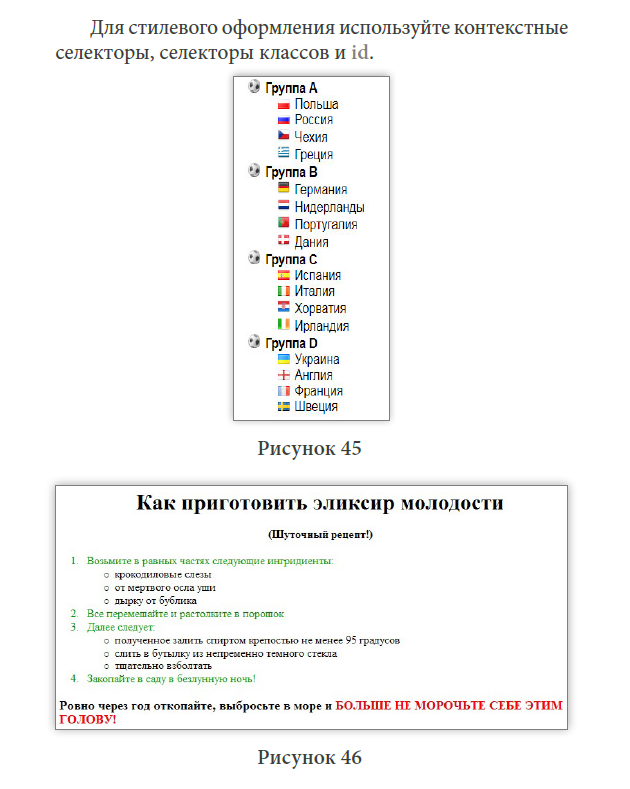 Для стилевого оформления используйте контекстные
селекторы, селекторы классов и id.
Группа A
Польша
Россия
Чехия
Греция
Группа B
Германия
Нидерланды
Португалия
Дания
Группа C
Испания
Италия
Хорватия
Ирландия
Группа D
Украина
Англия
Франция
Швеция
Рисунок 45
Как приготовить эликсир молодости
(Шуточный рецепт!)
1. Возьмите в равных частях следующие ингридиенты:
o крокодиловые слезы
o от мертвого осла уши
o дырку от бублика
2. Все перемешайте и растолките в порошок
3. Далее следует:
o полученное залить спиртом крепостью не менее 95 градусов
o слить в бутылку из непременно темного стекла
o тщательно взболтать
4. Закопайте в саду в безлунную ночь!
Ровно через год откопайте, выбросьте в море и БОЛЬШЕ НЕ МОРОЧЬТЕ СЕБЕ ЭТИМ
ГОЛОВУ!
Рисунок 46